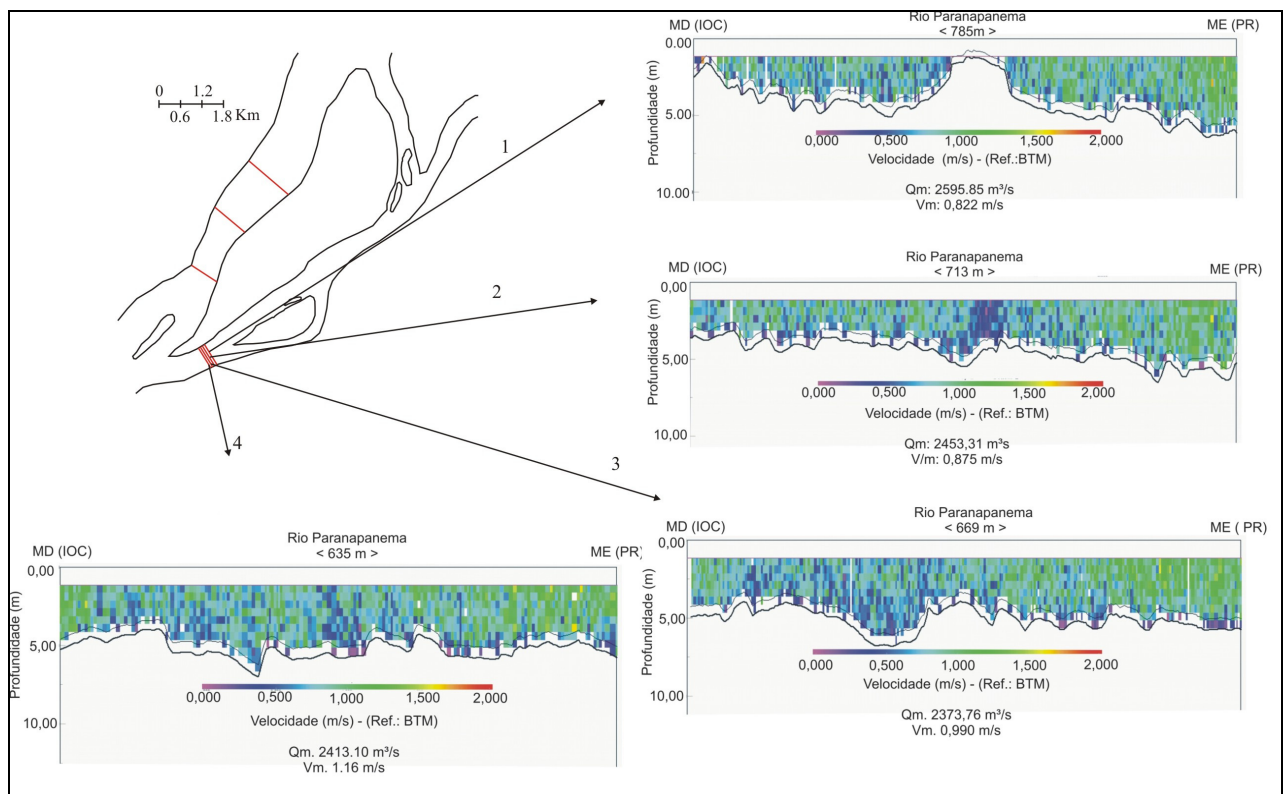 0 1.2
0.6 1.8 Km
1
2
3
4
Rio Paranapanema
MD (IOC) < 785m > ME (PR)
0.00
5.00
10.00
Profundidade (m)
0,000 0,500 1,000 1,500 2,000
Velocidade (m/s) - (Ref.:BTM)
Qm: 2595.85 m³/s
Vm: 0,822 m/s
Rio Paranapanema
MD (IOC) < 713 m > ME (PR)
0,00
5,00
10,00
Profundidade (m)
0,000 0,500 1,000 1,500 2,000
Velocidade (m/s) - (Ref.: BTM)
Qm: 2453,31 m³s
V/m: 0,875 m/s
Rio Paranapanema
MD (IOC) < 669 m > ME ( PR)
0,00
5,00
10,00
Profundidade (m)
0,000 0,500 1,000 1,500 2,000
Velocidade (m/s) - (Ref.: BTM)
Qm. 2373,76 m³/s
Vm. 0,990 m/s
Rio Paranapanema
MD (IOC) < 635 m > ME (PR)
0,00
5,00
10,00
Profundidade (m)
0,000 0,500 1,000 1,500 2,000
Velocidade (m/s) - (Ref.: BTM)
Qm. 2413.10 m³/s
Vm. 1.16 m/s